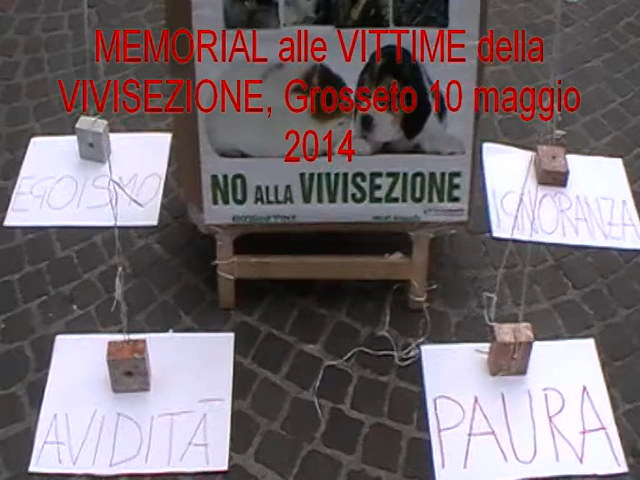 MEMORIAL alle VITTIME della
VIVISEZIONE, Grosseto 10 maggio
2014
NO ALLA VIVISEZIONE
EGOISMO
IGNORANZA
AVIDITÀ
PAURA